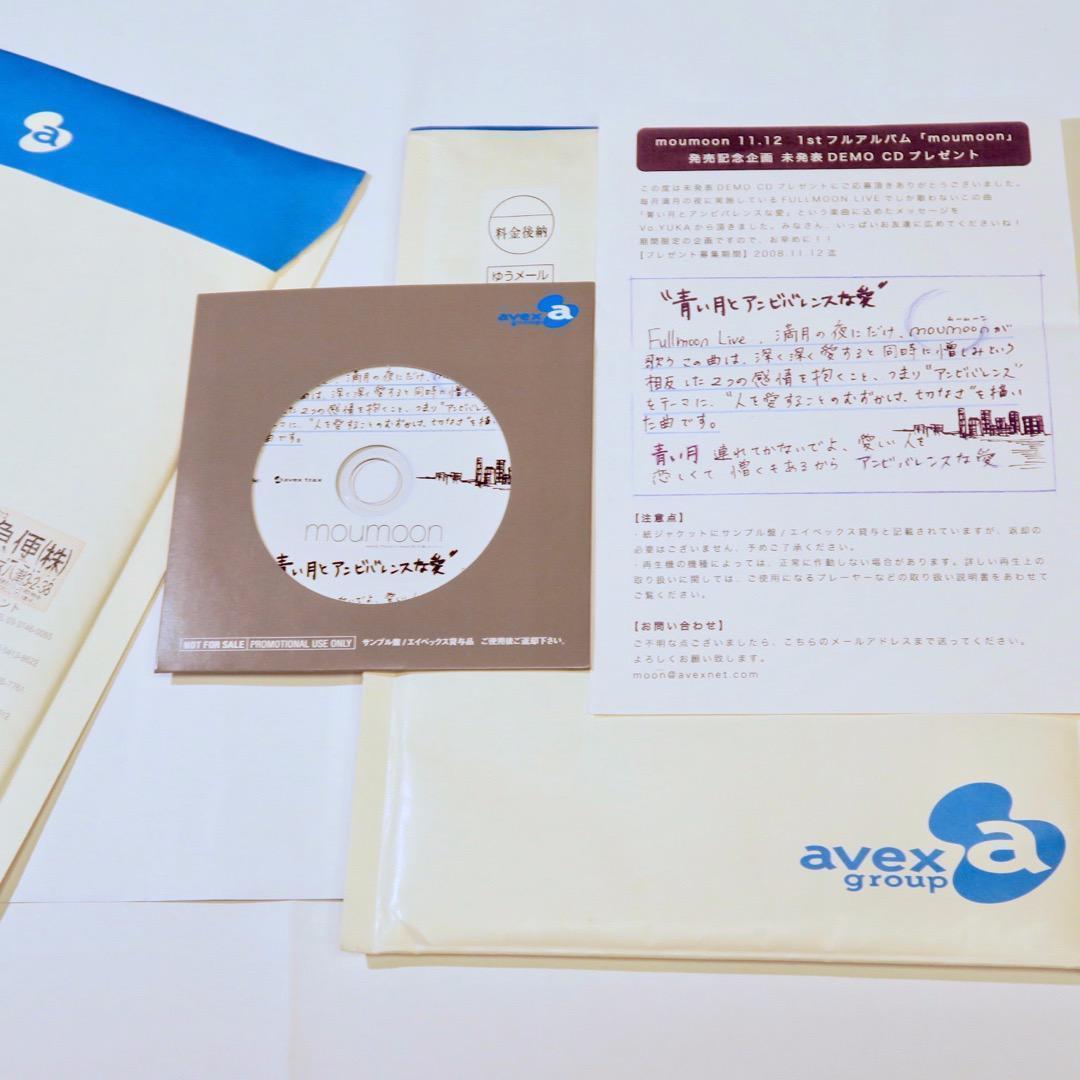 a
急便㈱
料金後納
ゆうメール
avex
group
a
avex trax
moumoon
青い月とアンビバレンスな愛"
NOT FOR SALE PROMOTIONAL USE ONLY サンプル盤/エイベックス貸与品 ご使用後ご返却下さい。
moumoon 11.12 1stフルアルバム「moumoon」
発売記念企画 未発表DEMO CDプレゼント
この度は未発表DEMO CDプレゼントにご応募頂きありがとうございました。
毎月満月の夜に実施しているFULLMOON LIVEでしか歌わないこの曲
「青い月とアンビバレンスな愛」という楽曲に込めたメッセージを
Vo.YUKAから頂きました。みなさん、いっぱいお友達に広めてくださいね!
期間限定の企画ですので、お早めに!!
【プレゼント募集期間】2008.11.12迄
"青い月とアンビバレンスな愛"
ムームーン
Fullmoon Live、満月の夜にだけ、moumoonが
歌うこの曲は、深く深く愛すると同時に憎しみという
相反した2つの感情を抱くこと、つまり"アンビバレンス"
をテーマに、"人を愛することのむずかしさ、切なさ"を描い
た曲です。
青い月 連れてかないでよ、愛しい人を
恋しくて 憎くもあるから アンビバレンスな愛
【注意点】
・紙ジャケットにサンプル盤/エイベックス貸与と記載されていますが、返却の
必要はございません、予めご了承ください。
・再生機の機種によっては、正常に作動しない場合があります。詳しい再生上の
取り扱いに関しては、ご使用になるプレーヤーなどの取り扱い説明書をあわせて
ご覧ください。
【お問い合わせ】
ご不明な点ございましたら、こちらのメールアドレスまで送ってください。
よろしくお願い致します。
moon@avexnet.com
avex
group
a